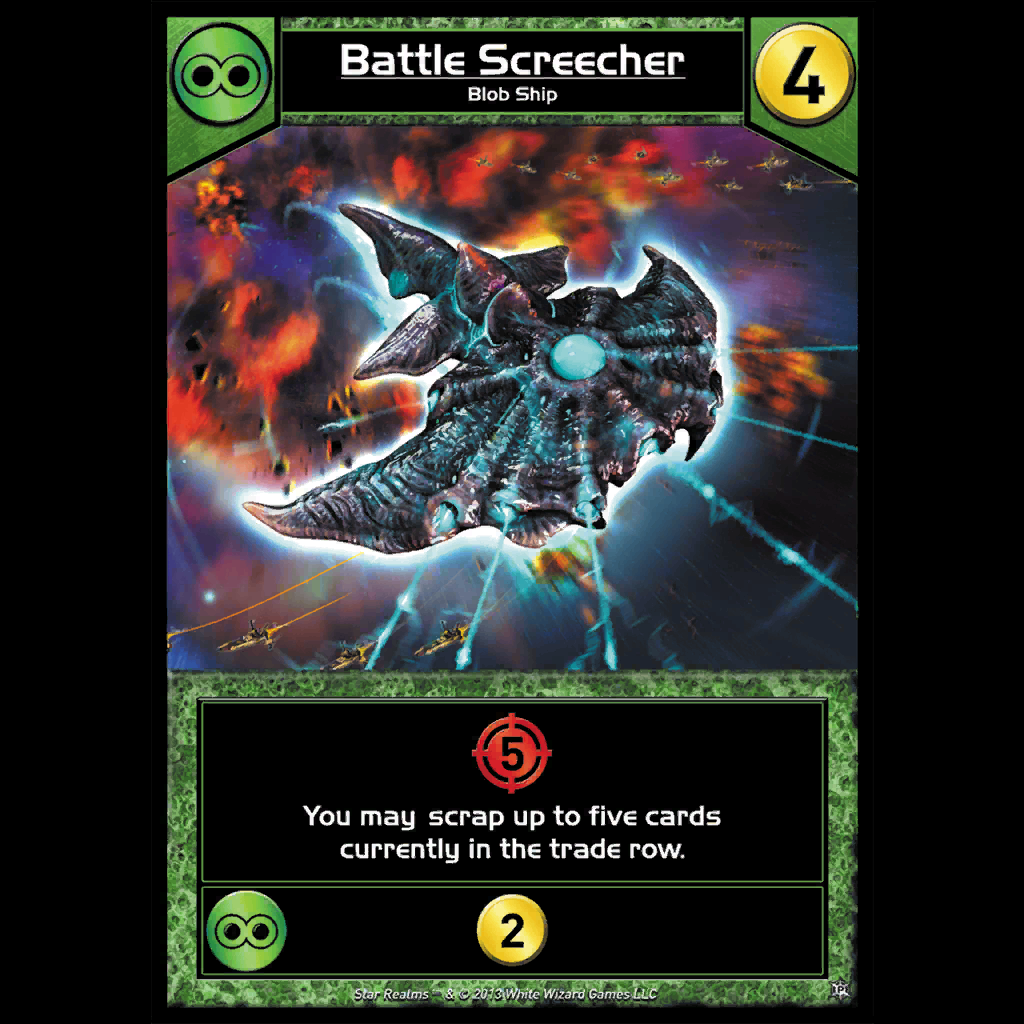 Battle Screecher
4
Blob Ship
5
You may scrap up to five cards
currently in the trade row.
2
Star Realms™ & © 2013 White Wizard Games LLC